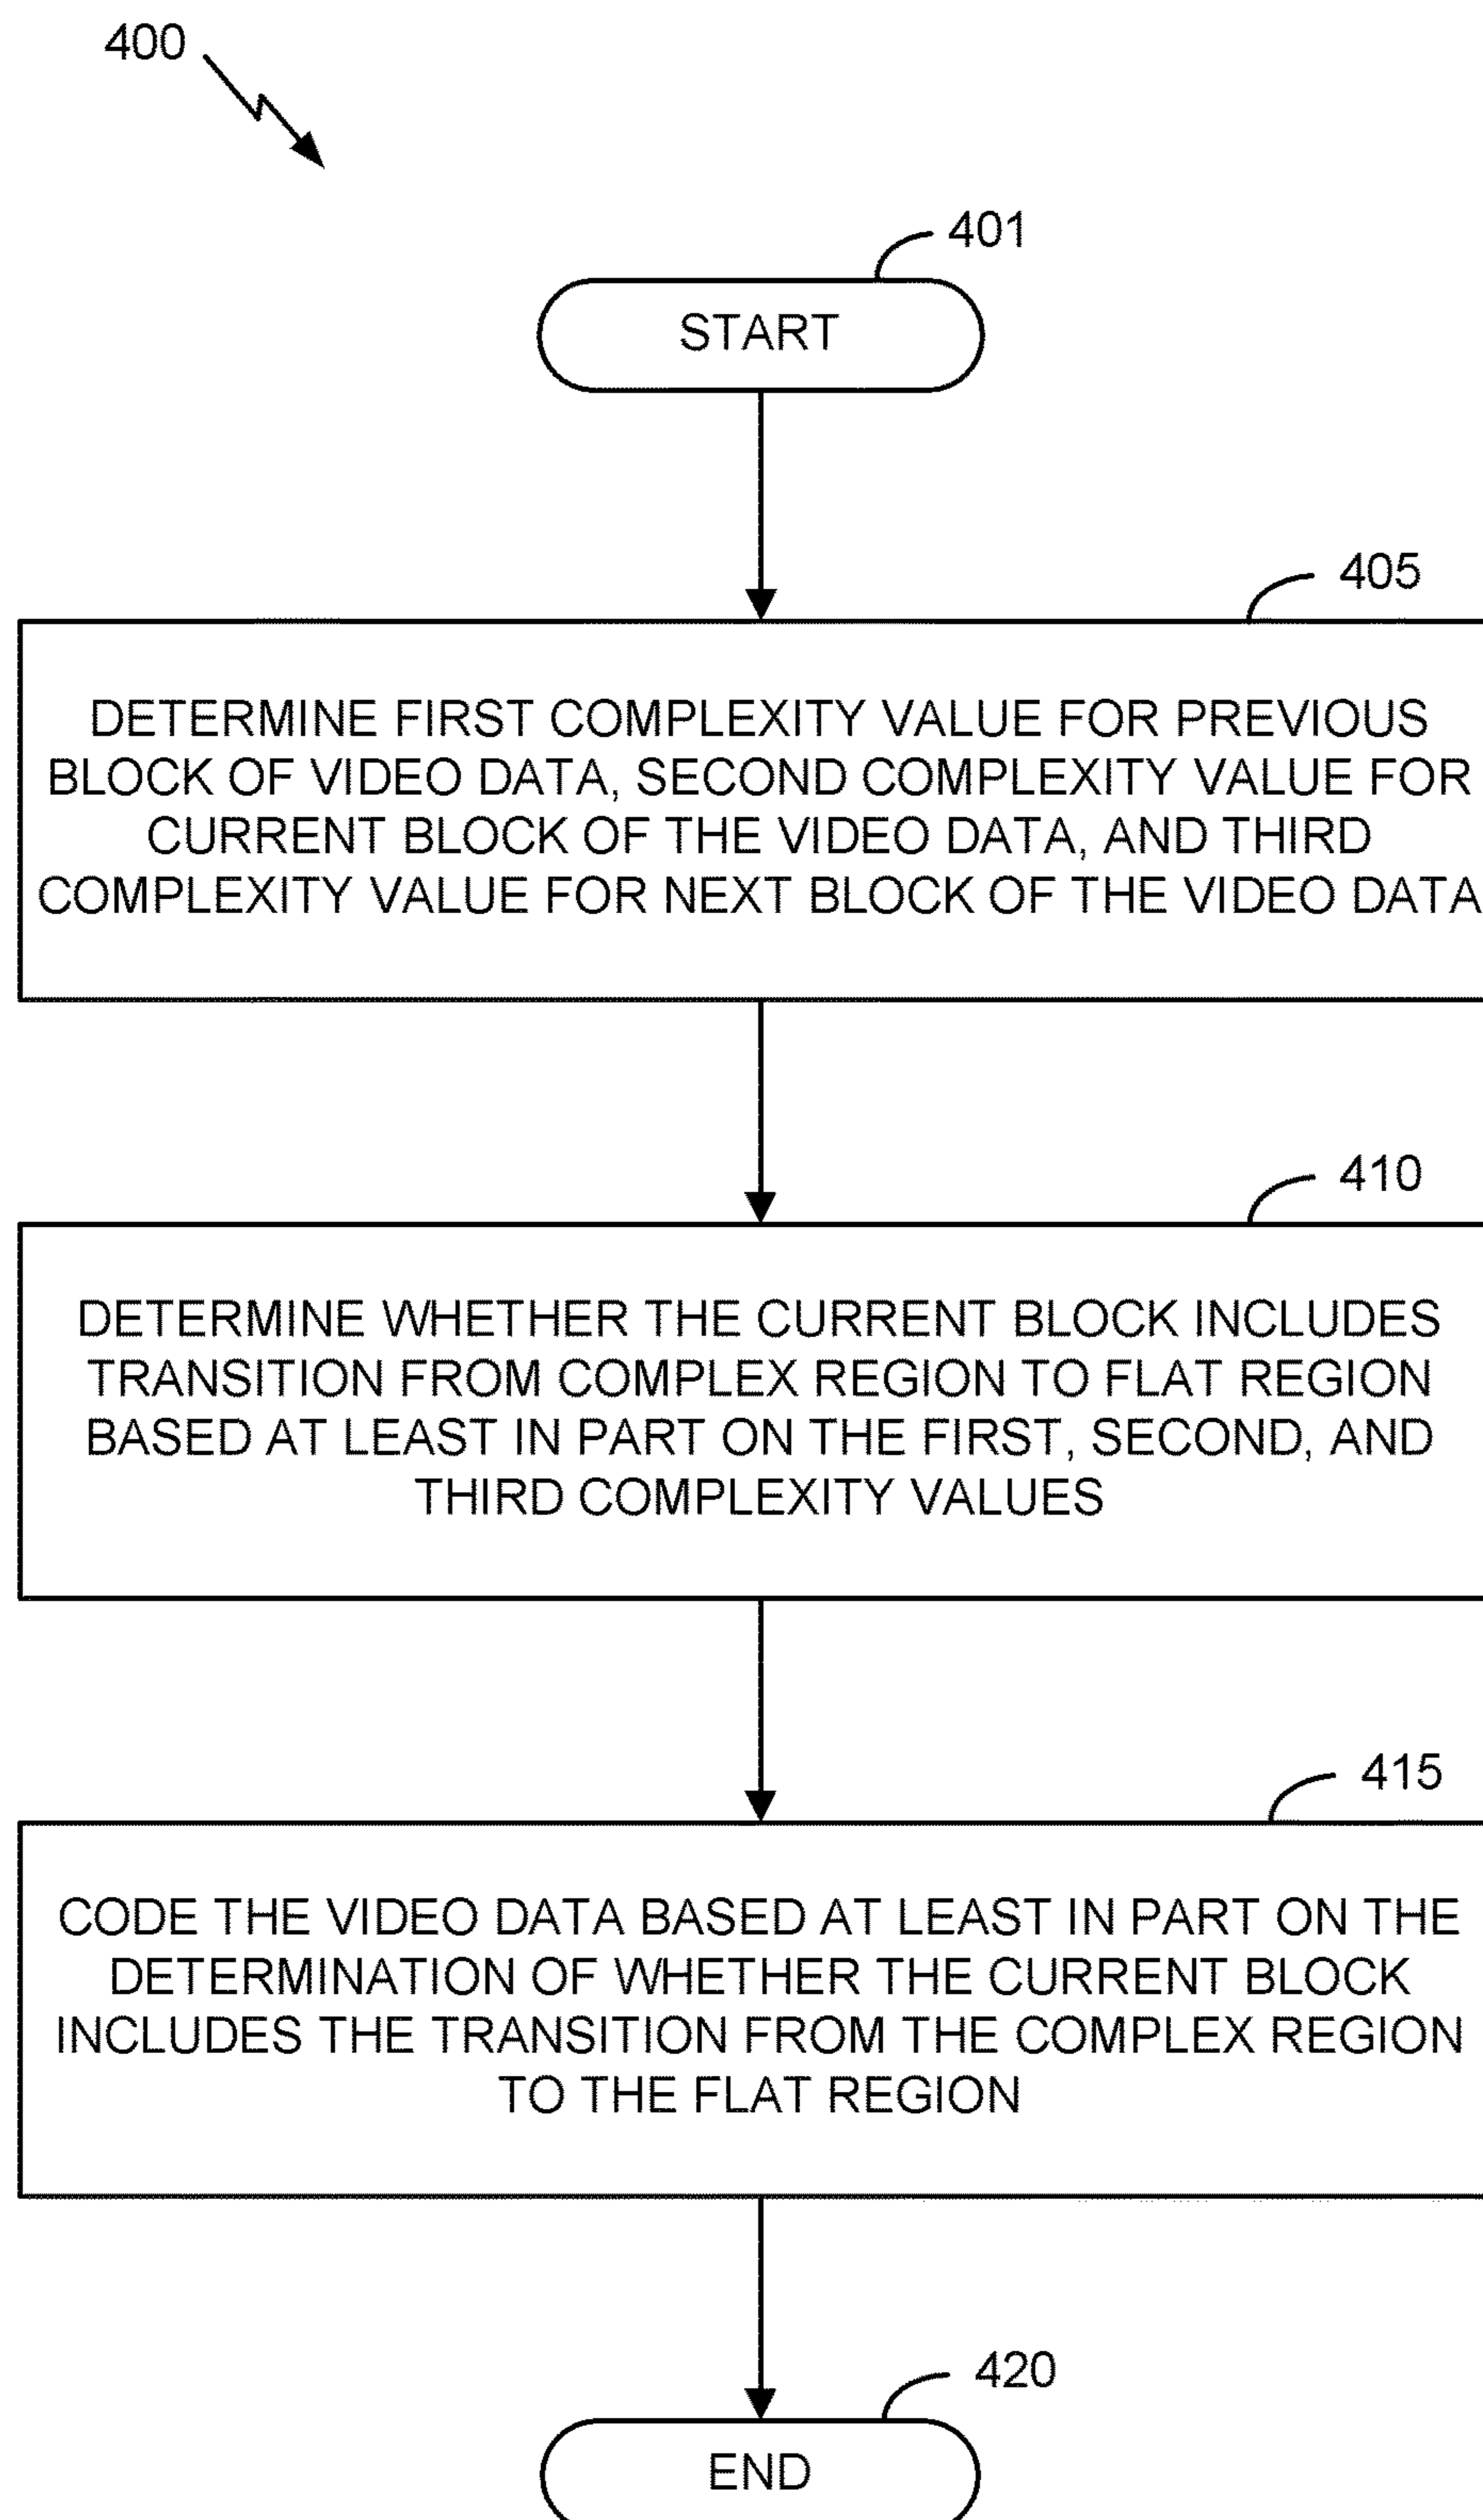 400
401
START
405
DETERMINE FIRST COMPLEXITY VALUE FOR PREVIOUS
BLOCK OF VIDEO DATA, SECOND COMPLEXITY VALUE FOR
CURRENT BLOCK OF THE VIDEO DATA, AND THIRD
COMPLEXITY VALUE FOR NEXT BLOCK OF THE VIDEO DATA
410
DETERMINE WHETHER THE CURRENT BLOCK INCLUDES
TRANSITION FROM COMPLEX REGION TO FLAT REGION
BASED AT LEAST IN PART ON THE FIRST, SECOND, AND
THIRD COMPLEXITY VALUES
415
CODE THE VIDEO DATA BASED AT LEAST IN PART ON THE
DETERMINATION OF WHETHER THE CURRENT BLOCK
INCLUDES THE TRANSITION FROM THE COMPLEX REGION
TO THE FLAT REGION
420
END